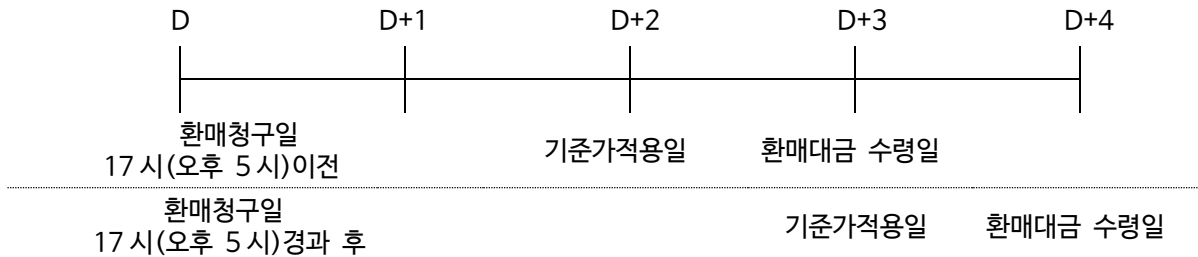 D D+1 D+2 D+3 D+4
환매청구일
17 시(오후 5 시)이전
기준가적용일 환매대금 수령일
환매청구일
17 시(오후 5 시)경과 후
기준가적용일 환매대금 수령일